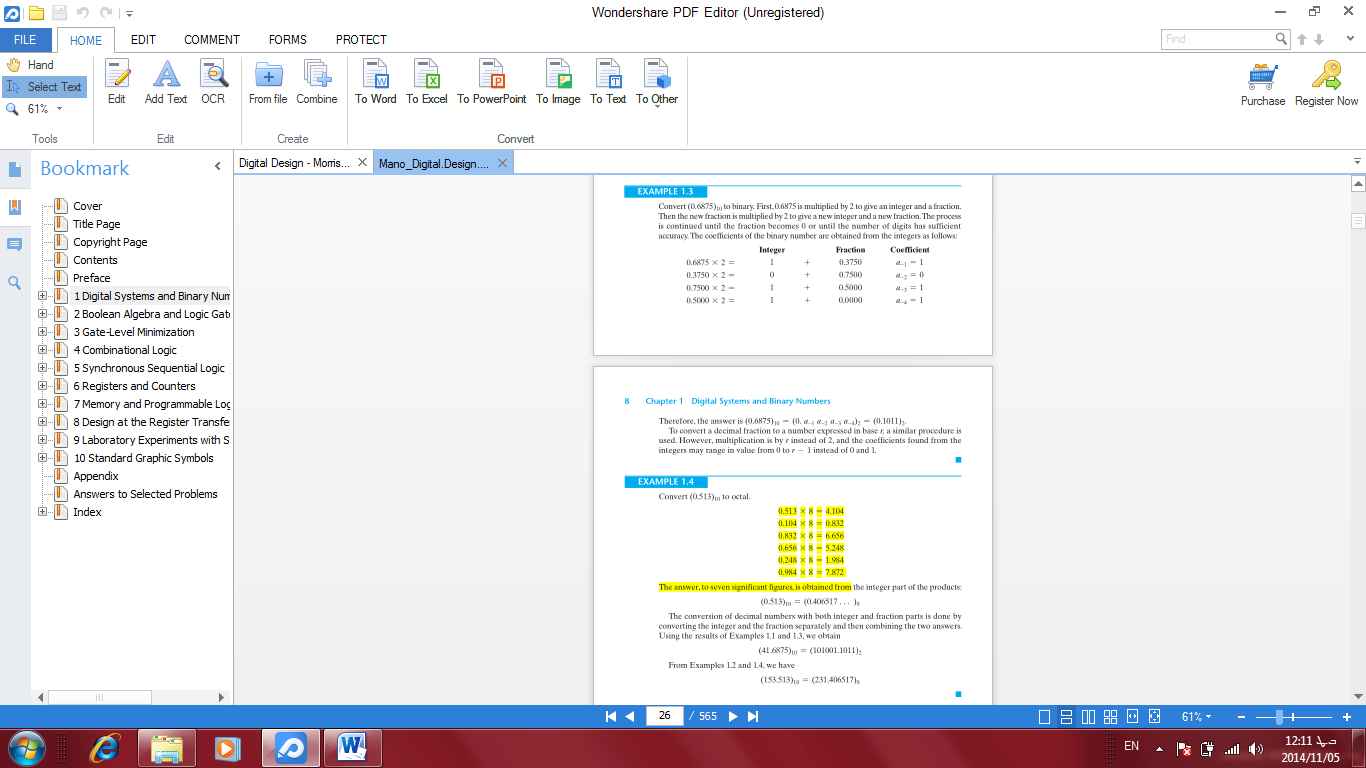 Wondershare PDF Editor (Unregistered)
FILE HOME EDIT COMMENT FORMS PROTECT
Find
Hand
Select Text
61%
Edit Add Text OCR From file Combine To Word To Excel To PowerPoint To Image To Text To Other Purchase Register Now
Tools Edit Create Convert
Bookmark
Digital Design - Morris... Mano_Digital.Design....
Cover
Title Page
Copyright Page
Contents
Preface
1 Digital Systems and Binary Num
2 Boolean Algebra and Logic Gat
3 Gate-Level Minimization
4 Combinational Logic
5 Synchronous Sequential Logic
6 Registers and Counters
7 Memory and Programmable Log
8 Design at the Register Transfe
9 Laboratory Experiments with S
10 Standard Graphic Symbols
Appendix
Answers to Selected Problems
Index
EXAMPLE 1.3
Convert (0.6875)₁₀ to binary. First, 0.6875 is multiplied by 2 to give an integer and a fraction.
Then the new fraction is multiplied by 2 to give a new integer and a new fraction. The process
is continued until the fraction becomes 0 or until the number of digits has sufficient
accuracy. The coefficients of the binary number are obtained from the integers as follows:
Integer Fraction Coefficient
0.6875 × 2 = 1 + 0.3750 a₋₁ = 1
0.3750 × 2 = 0 + 0.7500 a₋₂ = 0
0.7500 × 2 = 1 + 0.5000 a₋₃ = 1
0.5000 × 2 = 1 + 0.0000 a₋₄ = 1
8 Chapter 1 Digital Systems and Binary Numbers
Therefore, the answer is (0.6875)₁₀ = (0. a₋₁ a₋₂ a₋₃ a₋₄)₂ = (0.1011)₂.
To convert a decimal fraction to a number expressed in base r, a similar procedure is
used. However, multiplication is by r instead of 2, and the coefficients found from the
integers may range in value from 0 to r − 1 instead of 0 and 1.
EXAMPLE 1.4
Convert (0.513)₁₀ to octal.
0.513 × 8 = 4.104
0.104 × 8 = 0.832
0.832 × 8 = 6.656
0.656 × 8 = 5.248
0.248 × 8 = 1.984
0.984 × 8 = 7.872
The answer, to seven significant figures, is obtained from the integer part of the products:
(0.513)₁₀ = (0.406517 . . . )₈
The conversion of decimal numbers with both integer and fraction parts is done by
converting the integer and the fraction separately and then combining the two answers.
Using the results of Examples 1.1 and 1.3, we obtain
(41.6875)₁₀ = (101001.1011)₂
From Examples 1.2 and 1.4, we have
(153.513)₁₀ = (231.406517)₈
26 / 565
61%
EN
12:11
2014/11/05